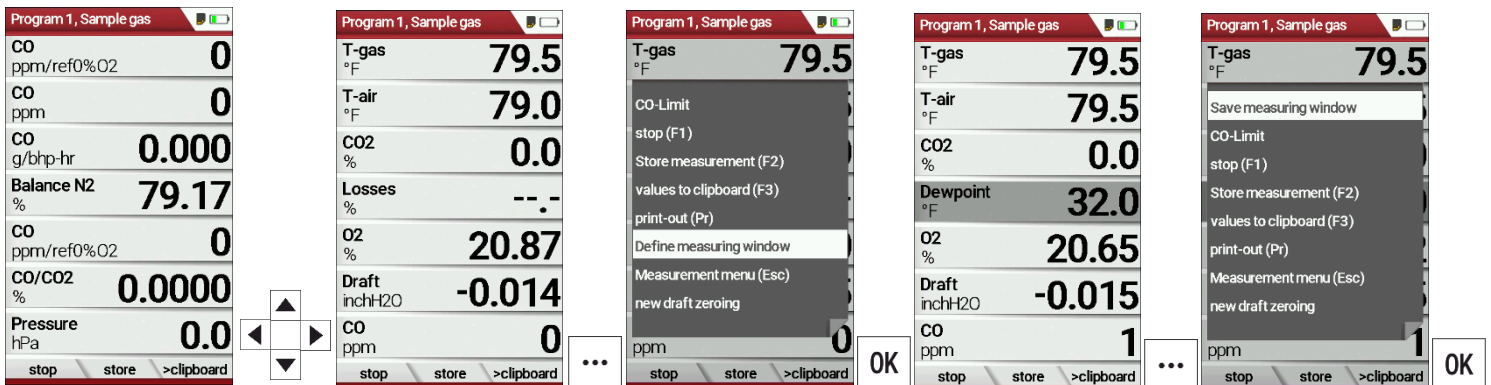 Program 1, Sample gas
CO 0
ppm/ref0%O2
CO 0
ppm
CO 0.000
g/bhp-hr
Balance N2 79.17
%
CO 0
ppm/ref0%O2
CO/CO2 0.0000
%
Pressure 0.0
hPa
stop store >clipboard
Program 1, Sample gas
T-gas 79.5
°F
T-air 79.0
°F
CO2 0.0
%
Losses --.-
%
O2 20.87
%
Draft -0.014
inchH2O
CO 0
ppm
stop store >clipboard
...
Program 1, Sample gas
T-gas 79.5
°F
CO-Limit
stop (F1)
Store measurement (F2)
values to clipboard (F3)
print-out (Pr)
Define measuring window
Measurement menu (Esc)
new draft zeroing
ppm 0
stop store >clipboard
OK
Program 1, Sample gas
T-gas 79.5
°F
T-air 79.5
°F
CO2 0.0
%
Dewpoint 32.0
°F
O2 20.65
%
Draft -0.015
inchH2O
CO 1
ppm
stop store >clipboard
...
Program 1, Sample gas
T-gas 79.5
°F
Save measuring window
CO-Limit
stop (F1)
Store measurement (F2)
values to clipboard (F3)
print-out (Pr)
Measurement menu (Esc)
new draft zeroing
ppm 1
stop store >clipboard
OK